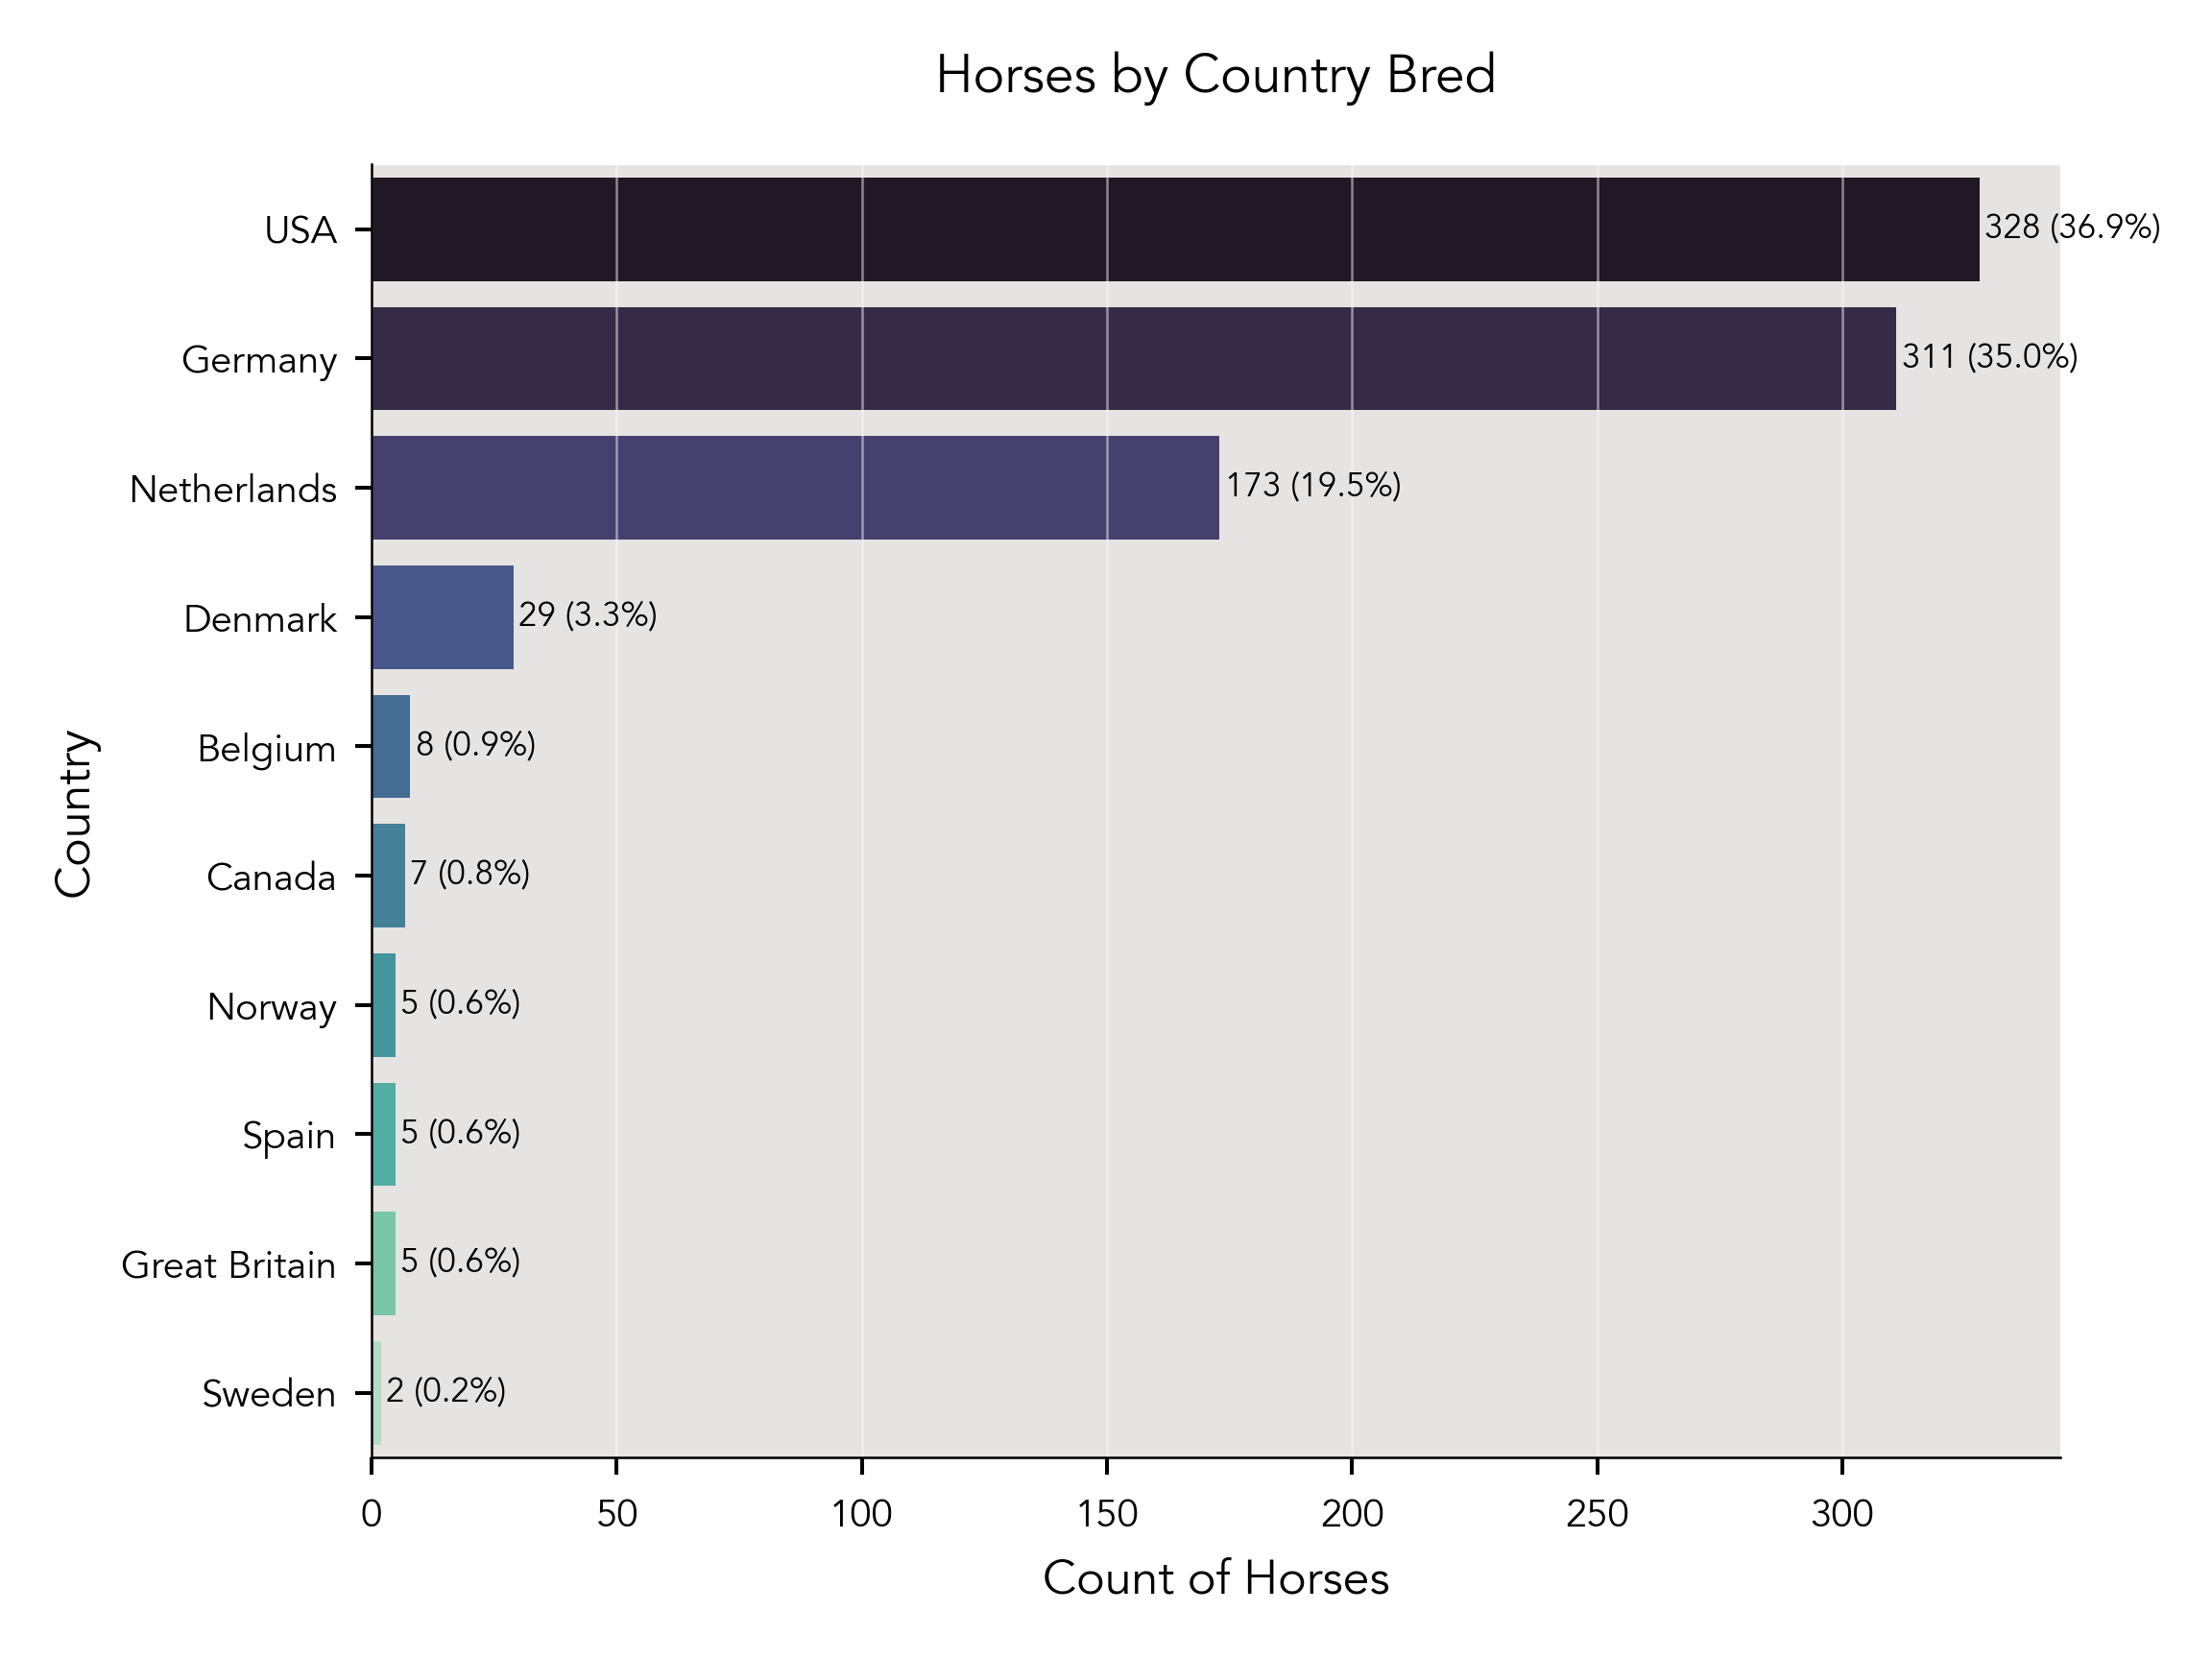 Horses by Country Bred
USA 328 (36.9%)
Germany 311 (35.0%)
Netherlands 173 (19.5%)
Denmark 29 (3.3%)
Belgium 8 (0.9%)
Canada 7 (0.8%)
Norway 5 (0.6%)
Spain 5 (0.6%)
Great Britain 5 (0.6%)
Sweden 2 (0.2%)
Country
0 50 100 150 200 250 300
Count of Horses